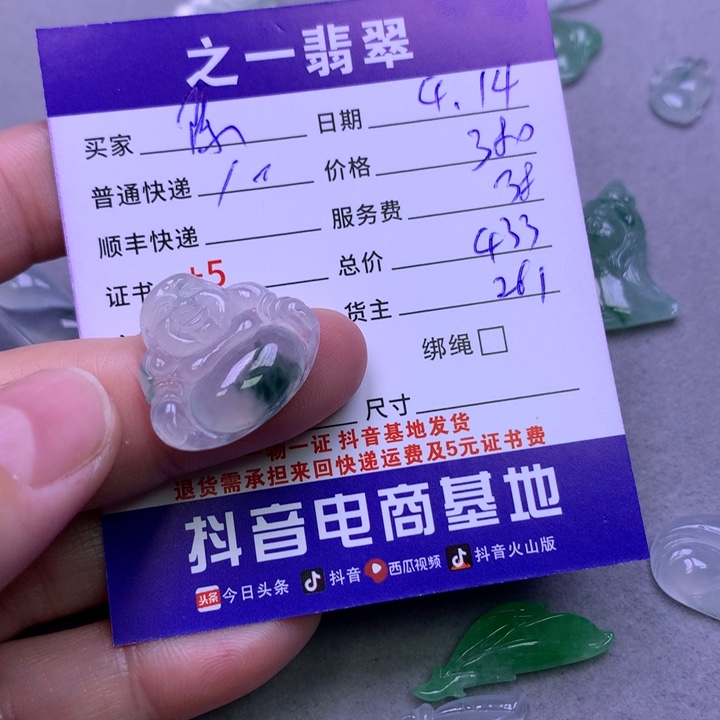 之一翡翠
买家 陈 日期 4.14
普通快递 10 价格 380
顺丰快递 服务费 38
证书 +5 总价 433
货主 261
绑绳
尺寸
物一证 抖音基地发货
退货需承担来回快递运费及5元证书费
抖音电商基地
头条 今日头条 抖音 西瓜视频 抖音火山版